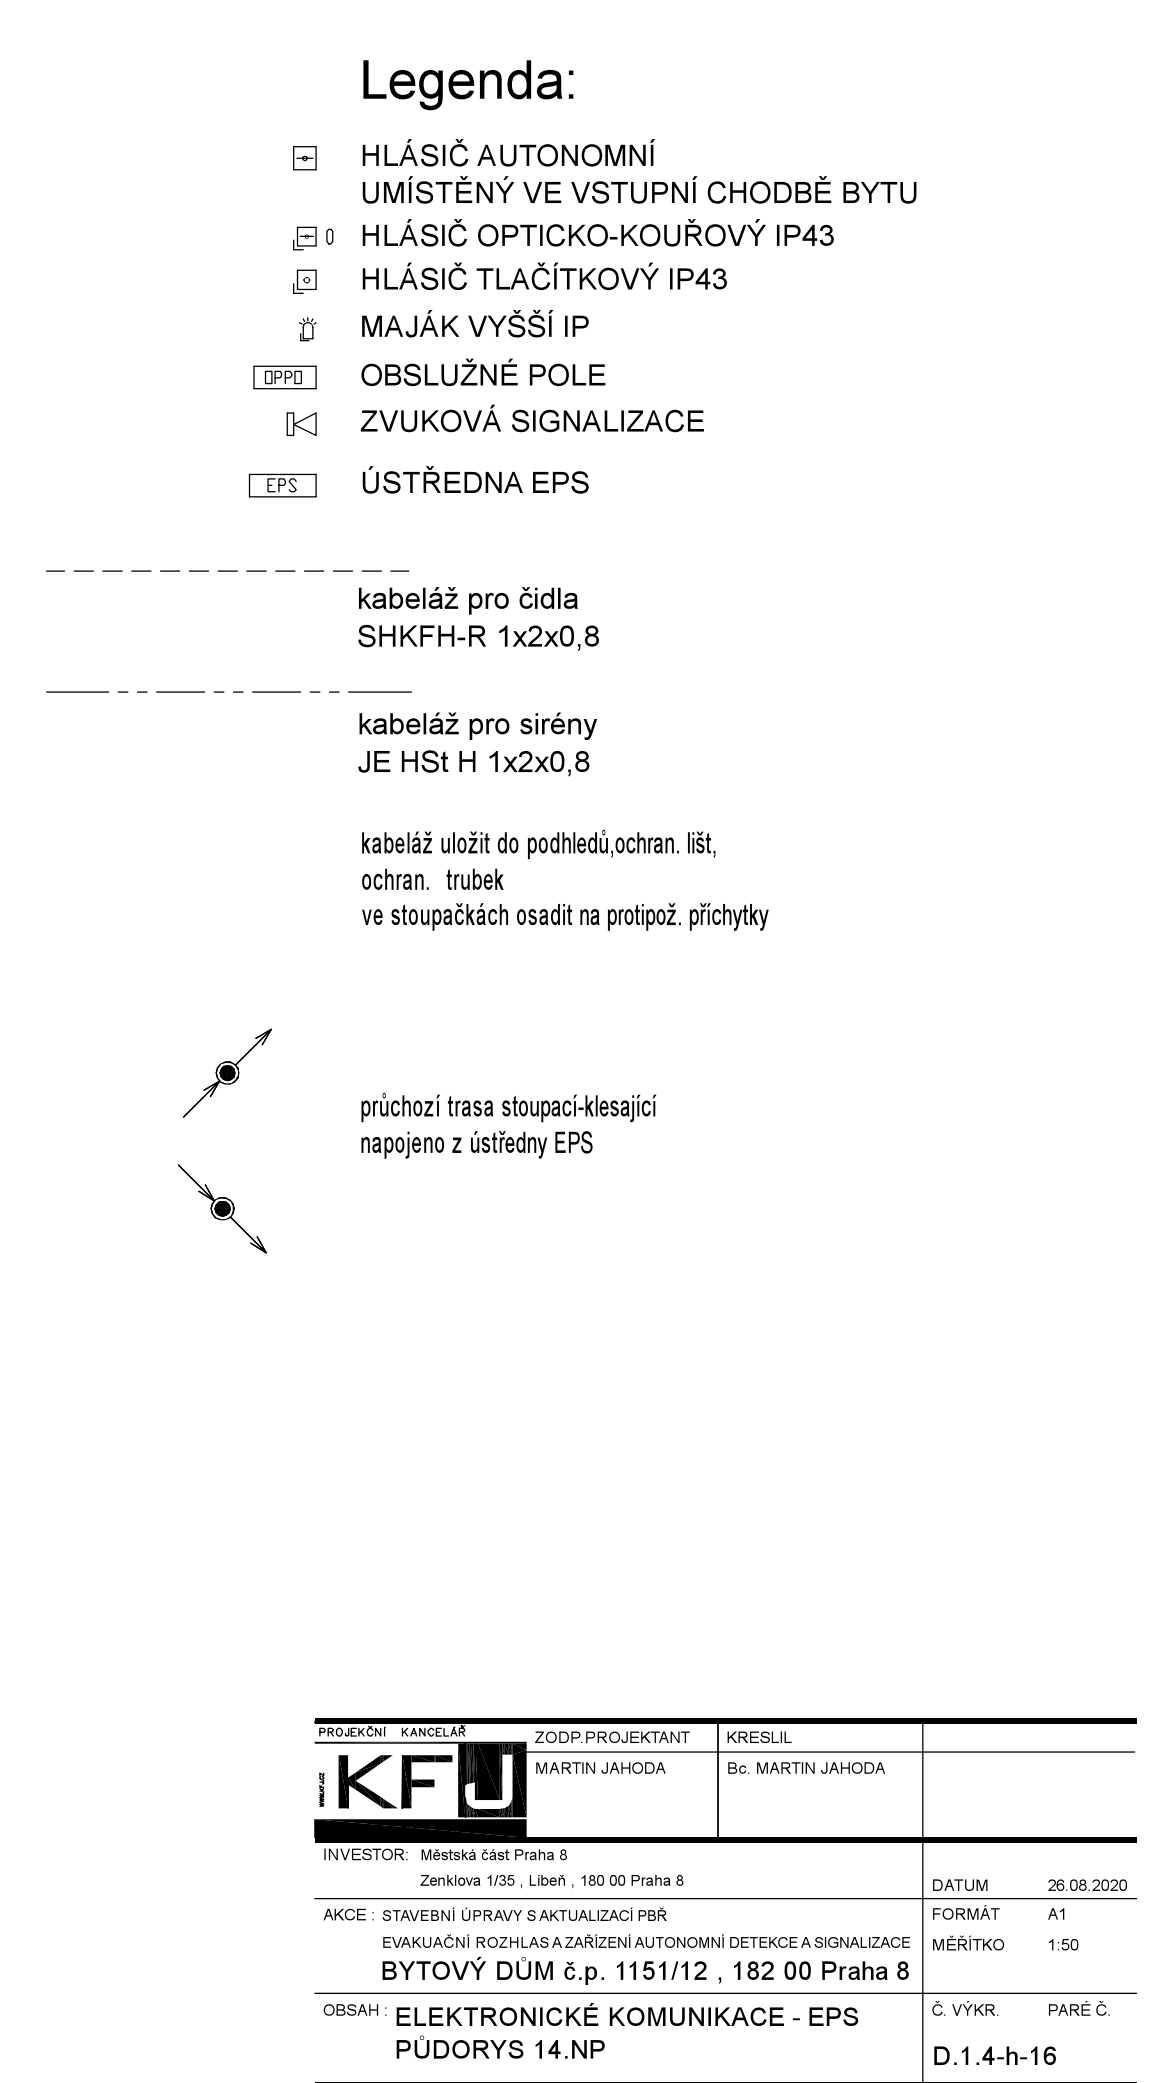 Legenda:
HLÁSIČ AUTONOMNÍ
UMÍSTĚNÝ VE VSTUPNÍ CHODBĚ BYTU
HLÁSIČ OPTICKO-KOUŘOVÝ IP43
HLÁSIČ TLAČÍTKOVÝ IP43
MAJÁK VYŠŠÍ IP
OPPO OBSLUŽNÉ POLE
ZVUKOVÁ SIGNALIZACE
EPS ÚSTŘEDNA EPS
kabeláž pro čidla
SHKFH-R 1x2x0,8
kabeláž pro sirény
JE HSt H 1x2x0,8
kabeláž uložit do podhledů,ochran. lišt,
ochran. trubek
ve stoupačkách osadit na protipož. příchytky
průchozí trasa stoupací-klesající
napojeno z ústředny EPS
PROJEKČNÍ KANCELÁŘ
WWW.KFJ.CZ
KFJ
ZODP.PROJEKTANT
MARTIN JAHODA
KRESLIL
Bc. MARTIN JAHODA
INVESTOR: Městská část Praha 8
Zenklova 1/35 , Libeň , 180 00 Praha 8
DATUM 26.08.2020
AKCE : STAVEBNÍ ÚPRAVY S AKTUALIZACÍ PBŘ
EVAKUAČNÍ ROZHLAS A ZAŘÍZENÍ AUTONOMNÍ DETEKCE A SIGNALIZACE
BYTOVÝ DŮM č.p. 1151/12 , 182 00 Praha 8
FORMÁT A1
MĚŘÍTKO 1:50
OBSAH : ELEKTRONICKÉ KOMUNIKACE - EPS
PŮDORYS 14.NP
Č. VÝKR. PARÉ Č.
D.1.4-h-16